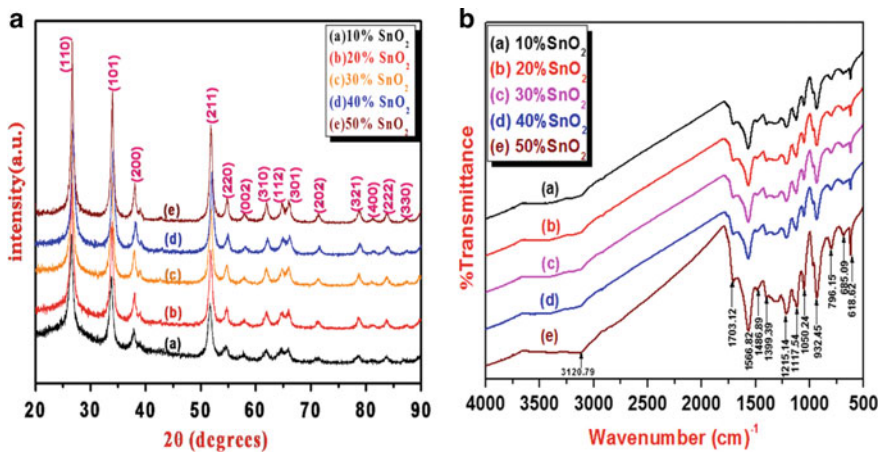 a
intensity(a.u.)
(a)10% SnO₂
(b)20% SnO₂
(c)30% SnO₂
(d)40% SnO₂
(e)50% SnO₂
(110)
(101)
(200)
(211)
(220)
(002)
(310)
(112)
(301)
(202)
(321)
(400)
(222)
(330)
(e)
(d)
(c)
(b)
(a)
20 30 40 50 60 70 80 90
2θ (degrees)
b
%Transmittance
(a) 10%SnO₂
(b) 20%SnO₂
(c) 30%SnO₂
(d) 40%SnO₂
(e) 50%SnO₂
(a)
(b)
(c)
(d)
(e)
3120.79
1703.12
1566.82
1486.89
1399.39
1215.14
1117.54
1050.24
932.45
796.15
685.09
618.62
4000 3500 3000 2500 2000 1500 1000 500
Wavenumber (cm)⁻¹